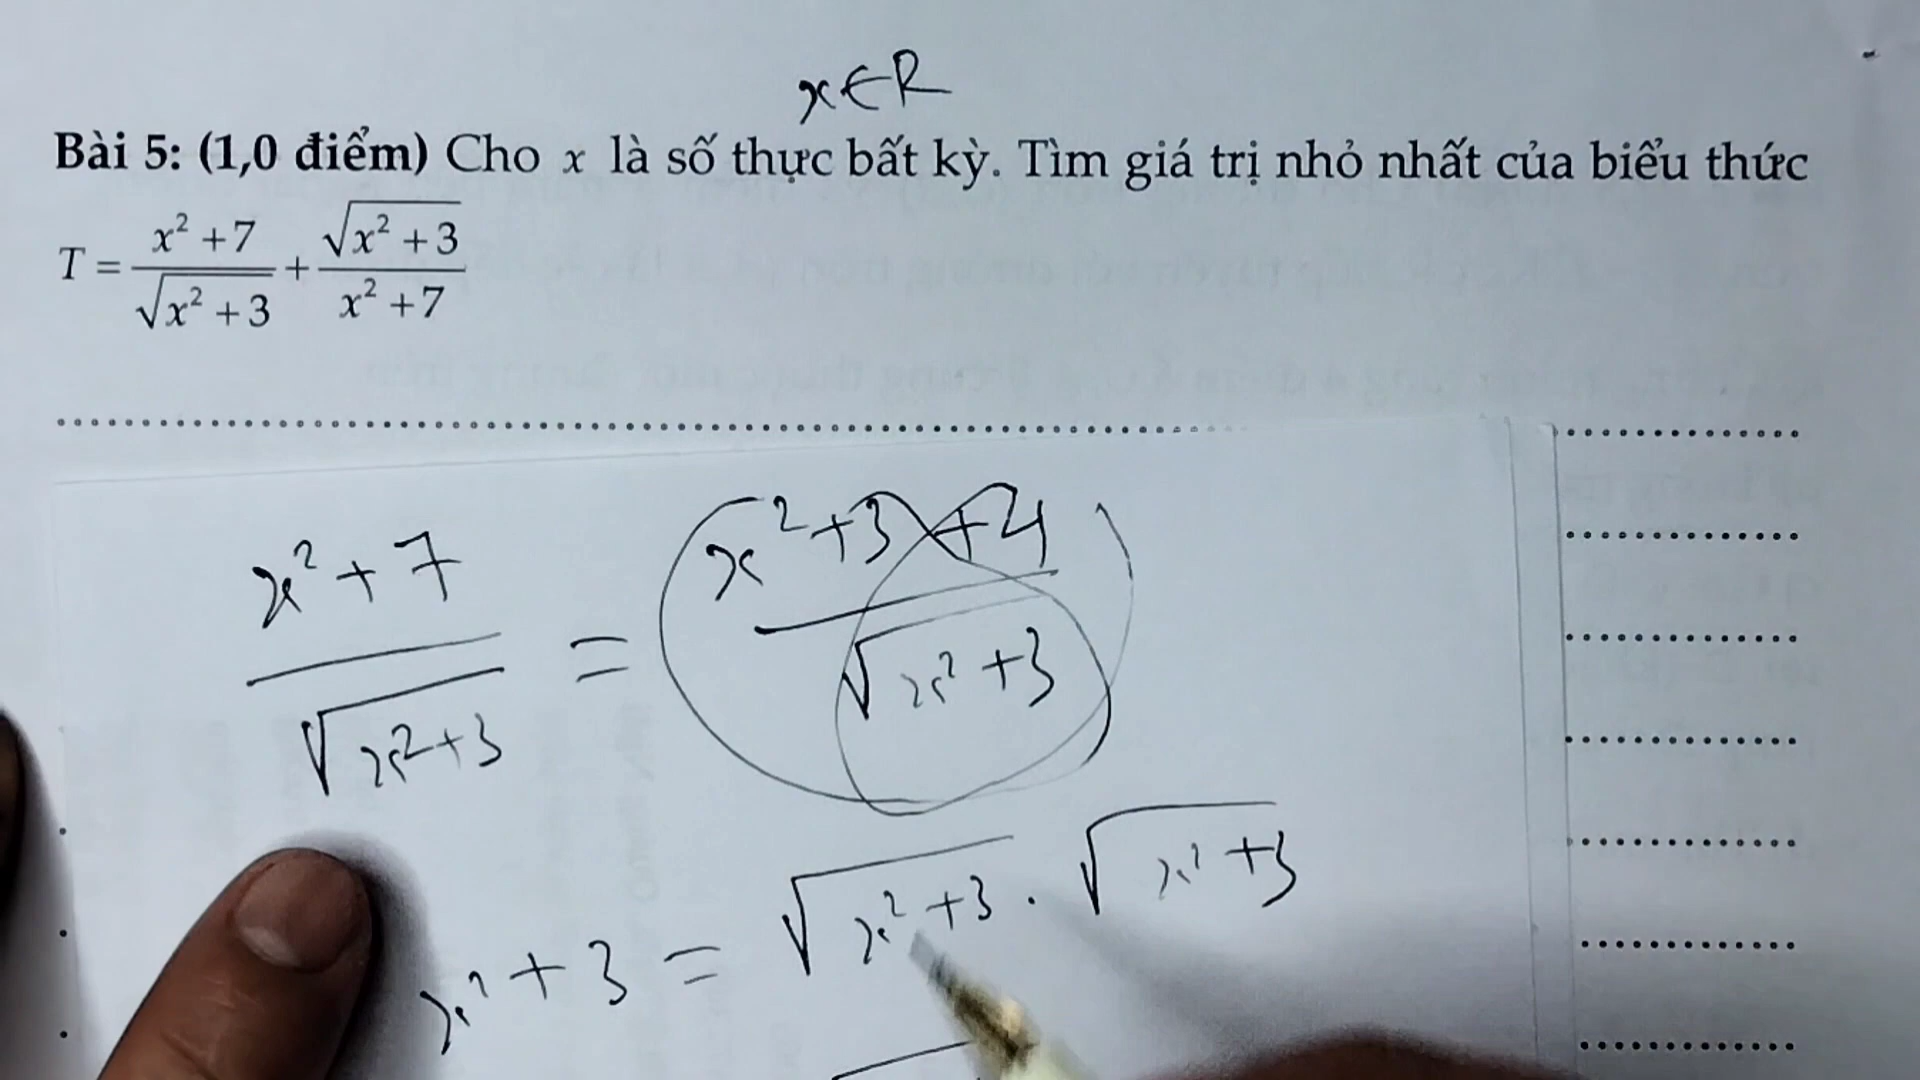 x ∈ R
Bài 5: (1,0 điểm) Cho x là số thực bất kỳ. Tìm giá trị nhỏ nhất của biểu thức
T = (x² + 7)/√(x² + 3) + √(x² + 3)/(x² + 7)
(x² + 7)/√(x² + 3) = (x² + 3 + 4)/√(x² + 3)
x² + 3 = √(x² + 3) . √(x² + 3)